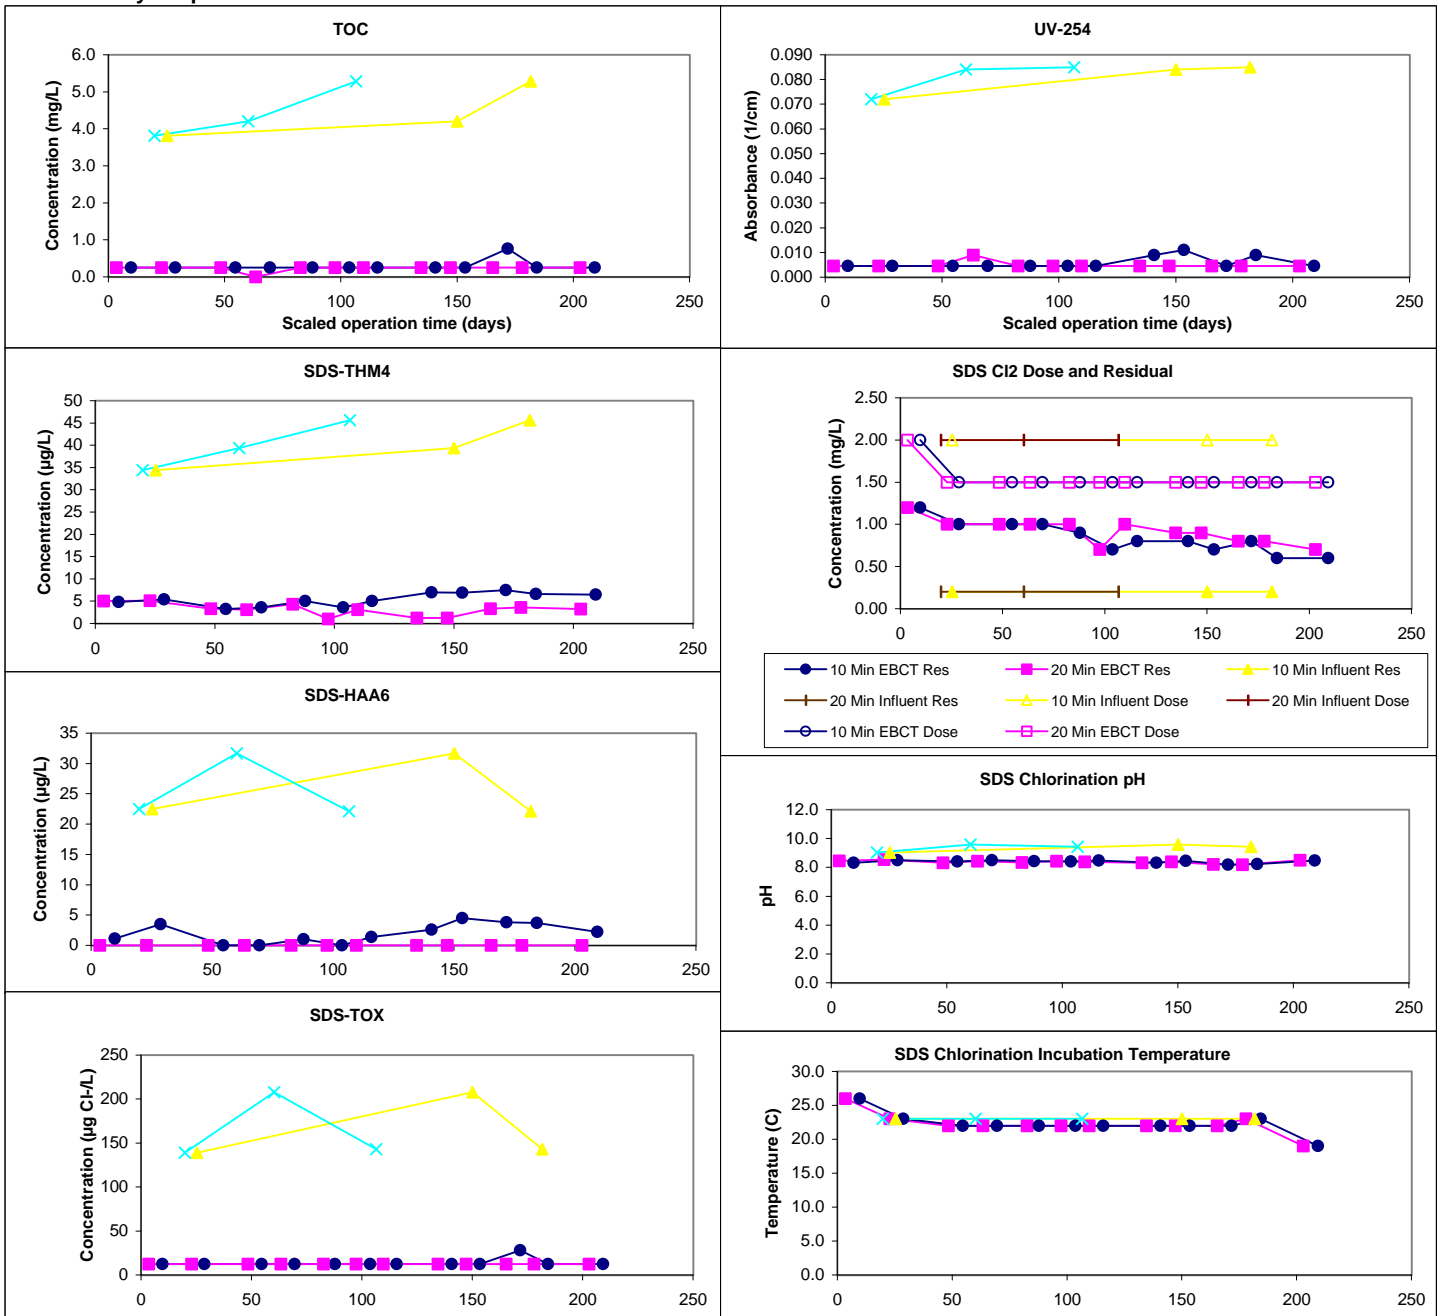 TOC
6.0
5.0
4.0
3.0
2.0
1.0
0.0
Concentration (mg/L)
0 50 100 150 200 250
Scaled operation time (days)
UV-254
0.090
0.080
0.070
0.060
0.050
0.040
0.030
0.020
0.010
0.000
Absorbance (1/cm)
0 50 100 150 200 250
Scaled operation time (days)
SDS-THM4
50
45
40
35
30
25
20
15
10
5
0
Concentration (µg/L)
0 50 100 150 200 250
SDS Cl2 Dose and Residual
2.50
2.00
1.50
1.00
0.50
0.00
Concentration (mg/L)
0 50 100 150 200 250
10 Min EBCT Res 20 Min EBCT Res 10 Min Influent Res
20 Min Influent Res 10 Min Influent Dose 20 Min Influent Dose
10 Min EBCT Dose 20 Min EBCT Dose
SDS-HAA6
35
30
25
20
15
10
5
0
Concentration (µg/L)
0 50 100 150 200 250
SDS Chlorination pH
12.0
10.0
8.0
6.0
4.0
2.0
0.0
pH
0 50 100 150 200 250
SDS-TOX
250
200
150
100
50
0
Concentration (µg Cl-/L)
0 50 100 150 200 250
SDS Chlorination Incubation Temperature
30.0
25.0
20.0
15.0
10.0
5.0
0.0
Temperature (C)
0 50 100 150 200 250